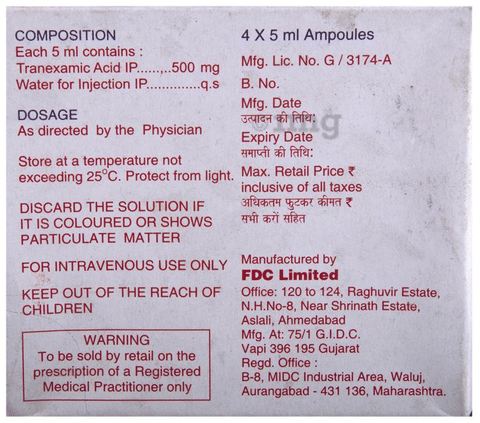 COMPOSITION
Each 5 ml contains :
Tranexamic Acid IP......,..500 mg
Water for Injection IP..............q.s
DOSAGE
As directed by the Physician
Store at a temperature not
exceeding 25°C. Protect from light.
DISCARD THE SOLUTION IF
IT IS COLOURED OR SHOWS
PARTICULATE MATTER
FOR INTRAVENOUS USE ONLY
KEEP OUT OF THE REACH OF
CHILDREN
WARNING
To be sold by retail on the
prescription of a Registered
Medical Practitioner only
4 X 5 ml Ampoules
Mfg. Lic. No. G / 3174-A
B. No.
Mfg. Date
उत्पादन की तिथि:
Expiry Date
समाप्ती की तिथि:
Max. Retail Price ₹
inclusive of all taxes
अधिकतम फुटकर कीमत ₹
सभी करों सहित
Manufactured by
FDC Limited
Office: 120 to 124, Raghuvir Estate,
N.H.No-8, Near Shrinath Estate,
Aslali, Ahmedabad
Mfg. At: 75/1 G.I.D.C.
Vapi 396 195 Gujarat
Regd. Office :
B-8, MIDC Industrial Area, Waluj,
Aurangabad - 431 136, Maharashtra.